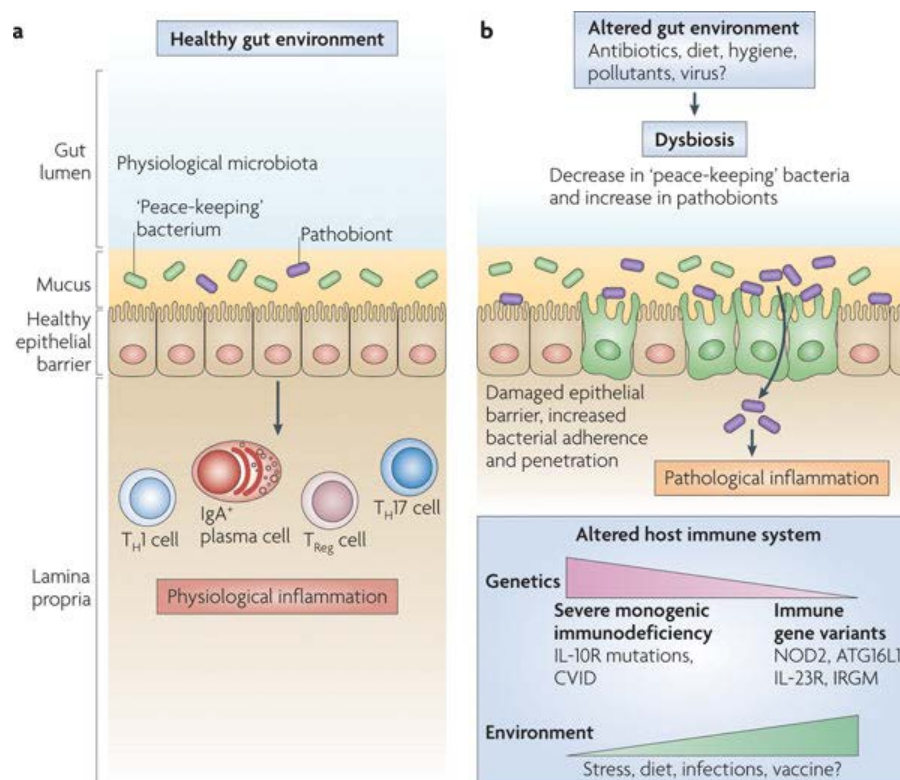 a
Healthy gut environment
Gut
lumen
Physiological microbiota
'Peace-keeping'
bacterium
Pathobiont
Mucus
Healthy
epithelial
barrier
TH1 cell
IgA+
plasma cell
TReg cell
TH17 cell
Lamina
propria
Physiological inflammation
b
Altered gut environment
Antibiotics, diet, hygiene,
pollutants, virus?
Dysbiosis
Decrease in 'peace-keeping' bacteria
and increase in pathobionts
Damaged epithelial
barrier, increased
bacterial adherence
and penetration
Pathological inflammation
Altered host immune system
Genetics
Severe monogenic
immunodeficiency
IL-10R mutations,
CVID
Immune
gene variants
NOD2, ATG16L1
IL-23R, IRGM
Environment
Stress, diet, infections, vaccine?